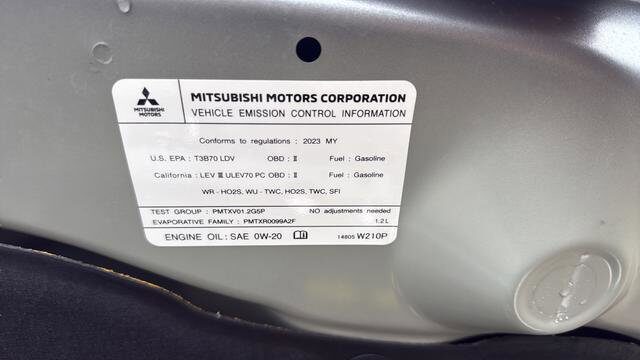 MITSUBISHI MOTORS CORPORATION
MITSUBISHI
MOTORS
VEHICLE EMISSION CONTROL INFORMATION
Conforms to regulations : 2023 MY
U.S. EPA : T3B70 LDV OBD : II Fuel : Gasoline
California : LEV III ULEV70 PC OBD : II Fuel : Gasoline
WR - HO2S, WU - TWC, HO2S, TWC, SFI
TEST GROUP : PMTXV01.2G5P NO adjustments needed
EVAPORATIVE FAMILY : PMTXR0099A2F 1.2 L
ENGINE OIL : SAE 0W-20 14805 W210P